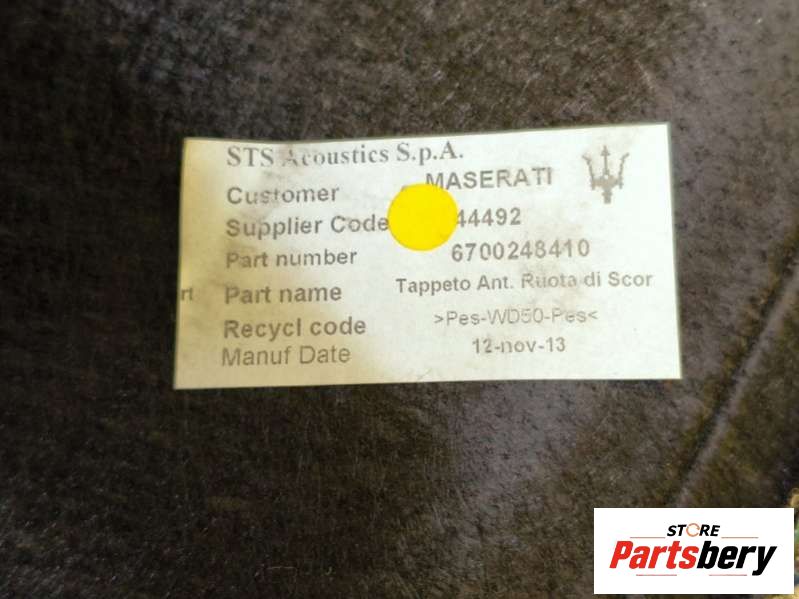 STS Acoustics S.p.A.
Customer MASERATI
Supplier Code 44492
Part number 6700248410
rt Part name Tappeto Ant. Ruota di Scor
Recycl code >Pes-WD50-Pes<
Manuf Date 12-nov-13
STORE
Partsbery